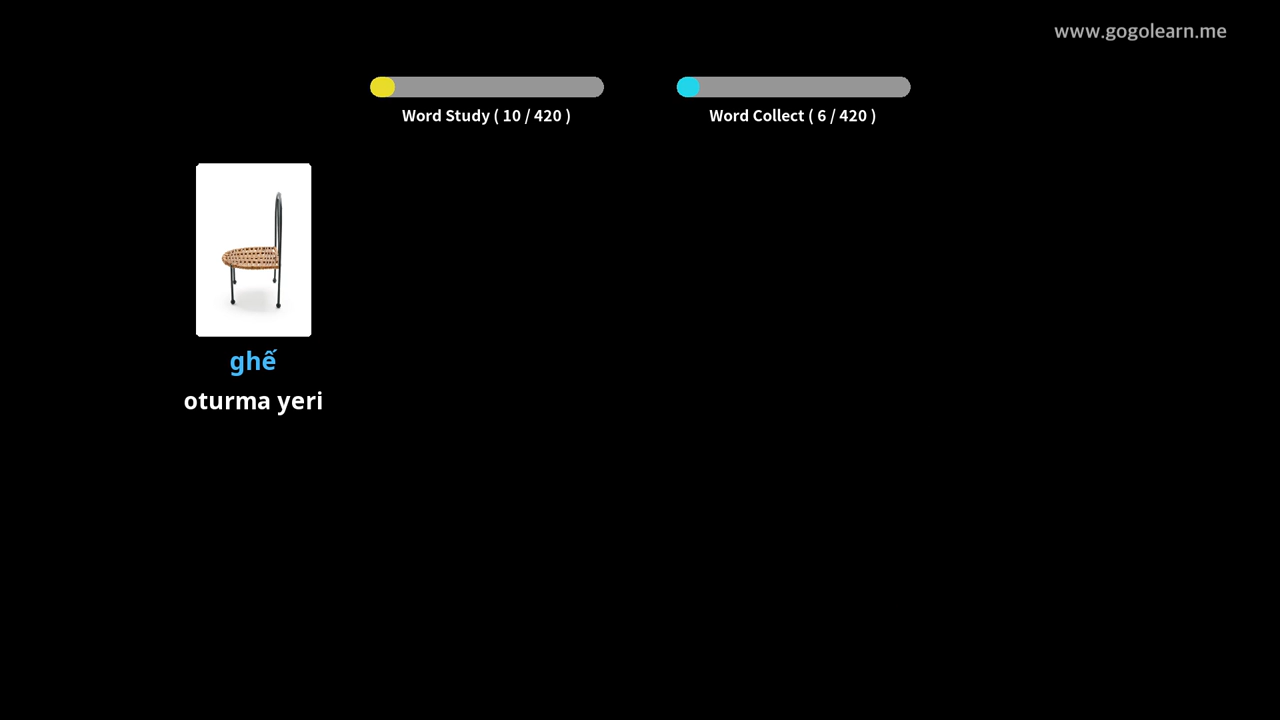 www.gogolearn.me
Word Study ( 10 / 420 )
Word Collect ( 6 / 420 )
ghế
oturma yeri